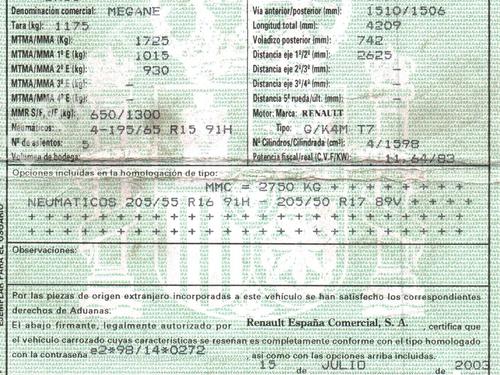 Denominación comercial: MEGANE
Vía anterior/posterior (mm): 1510/1506
Tara (kg): 1175
Longitud total (mm): 4209
MTMA/MMA (Kg): 1725
Voladizo posterior (mm): 742
MTMA/MMA 1º E (kg): 1015
Distancia eje 1º/2º (mm): 2625
MTMA/MMA 2º E (kg): 930
Distancia eje 2º/3º (mm): —
MTMA/MMA 3º E (kg): —
Distancia eje 3º/4º (mm): —
MTMA/MMA 4º E (kg): —
Distancia 5ª rueda/ult. (mm): —
MMR S/F, c/F (kg): 650/1300
Motor: Marca: RENAULT
Neumáticos: 4-195/65 R15 91H
Tipo: G/K4M T7
Nº de asientos: 5
Nº Cilindros/Cilindrada (cm³): 4/1598
Volumen de bodega:
Potencia fiscal/real (C.V.F/KW): 11,64/83
Opciones incluidas en la homologación de tipo:
MMC = 2750 KG + + + + + + + +
NEUMATICOS 205/55 R16 91H - 205/50 R17 89V + + + + +
Observaciones:
Por las piezas de origen extranjero incorporadas a este vehículo se han satisfecho los correspondientes
derechos de Aduanas:
El abajo firmante, legalmente autorizado por Renault España Comercial, S. A. , certifica que
el vehículo carrozado cuyas características se reseñan es completamente conforme con el tipo homologado
con la contraseña e2*98/14*0272 , así como con las opciones arriba incluidas.
15 de JULIO de 2003
EJEMPLAR PARA EL USUARIO